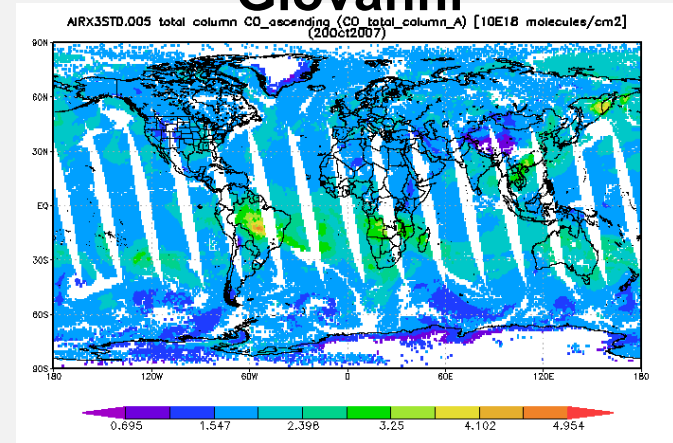 Giovanni
AIRX3STD.005 total column CO_ascending (CO_total_column_A) [10E18 molecules/cm2]
(20Oct2007)
90N
60N
30N
EQ
30S
60S
90S
180 120W 60W 0 60E 120E 180
0.695 1.547 2.398 3.25 4.102 4.954